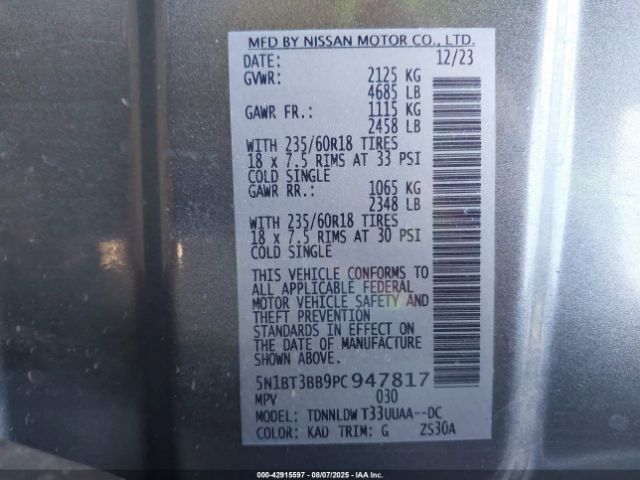 MFD BY NISSAN MOTOR CO., LTD.
DATE: 12/23
GVWR: 2125 KG
4685 LB
GAWR FR.: 1115 KG
2458 LB
WITH 235/60R18 TIRES
18 x 7.5 RIMS AT 33 PSI
COLD SINGLE
GAWR RR.: 1065 KG
2348 LB
WITH 235/60R18 TIRES
18 x 7.5 RIMS AT 30 PSI
COLD SINGLE
THIS VEHICLE CONFORMS TO
ALL APPLICABLE FEDERAL
MOTOR VEHICLE SAFETY AND
THEFT PREVENTION
STANDARDS IN EFFECT ON
THE DATE OF MANUFACTURE
SHOWN ABOVE.
5N1BT3BB9PC947817
MPV 030
MODEL: TDNNLDW T33UUAA--DC
COLOR: KAD TRIM: G ZS30A
000-42915597 - 08/07/2025 - IAAI.COM